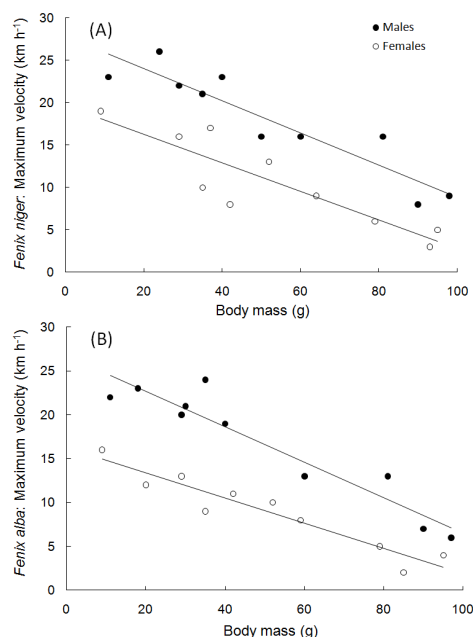 (A)
● Males
○ Females
Fenix niger: Maximum velocity (km h-1)
30
25
20
15
10
5
0
0 20 40 60 80 100
Body mass (g)
(B)
Fenix alba: Maximum velocity (km h-1)
30
25
20
15
10
5
0
0 20 40 60 80 100
Body mass (g)